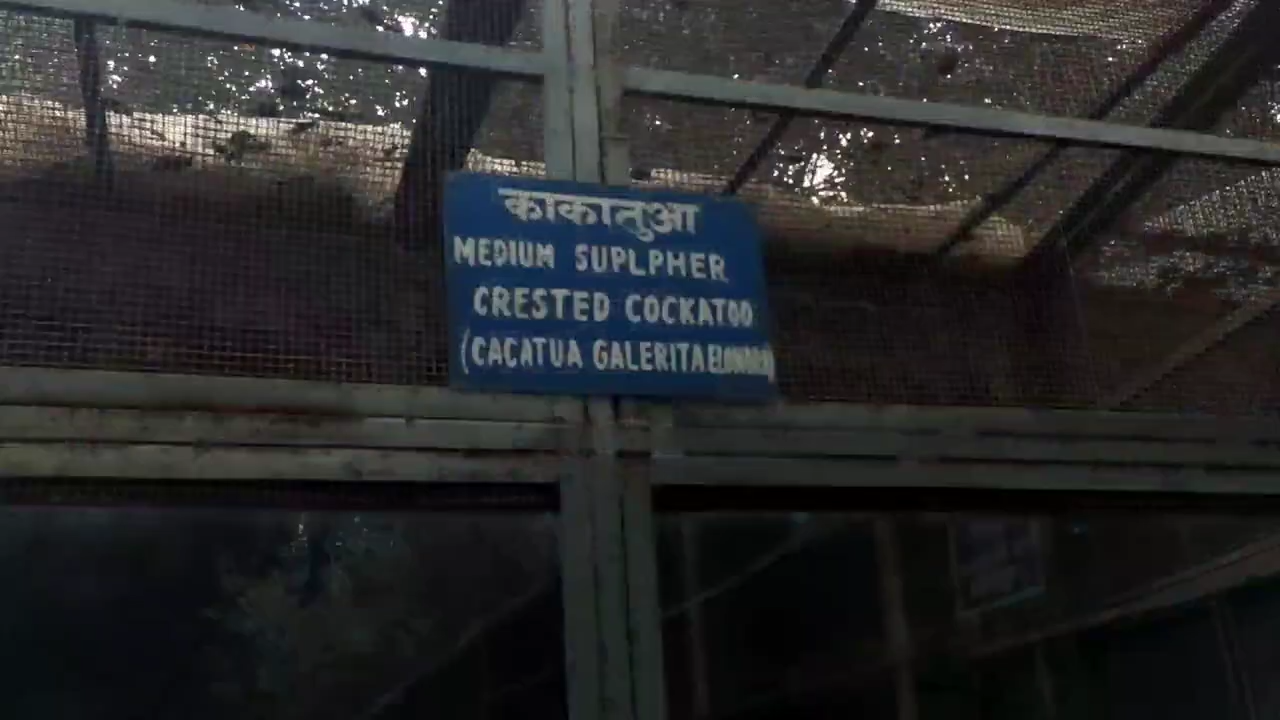 काकातुआ
MEDIUM SUPLPHER
CRESTED COCKATOO
(CACATUA GALERITA